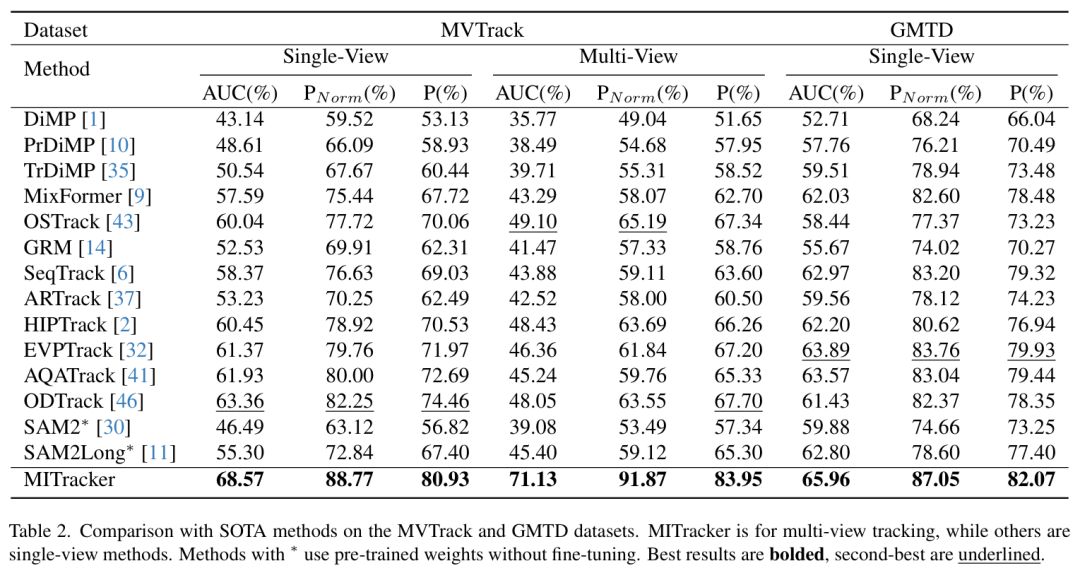 Dataset MVTrack GMTD
Method Single-View Multi-View Single-View
AUC(%) P_Norm(%) P(%) AUC(%) P_Norm(%) P(%) AUC(%) P_Norm(%) P(%)
DiMP [1] 43.14 59.52 53.13 35.77 49.04 51.65 52.71 68.24 66.04
PrDiMP [10] 48.61 66.09 58.93 38.49 54.68 57.95 57.76 76.21 70.49
TrDiMP [35] 50.54 67.67 60.44 39.71 55.31 58.52 59.51 78.94 73.48
MixFormer [9] 57.59 75.44 67.72 43.29 58.07 62.70 62.03 82.60 78.48
OSTrack [43] 60.04 77.72 70.06 49.10 65.19 67.34 58.44 77.37 73.23
GRM [14] 52.53 69.91 62.31 41.47 57.33 58.76 55.67 74.02 70.27
SeqTrack [6] 58.37 76.63 69.03 43.88 59.11 63.60 62.97 83.20 79.32
ARTrack [37] 53.23 70.25 62.49 42.52 58.00 60.50 59.56 78.12 74.23
HIPTrack [2] 60.45 78.92 70.53 48.43 63.69 66.26 62.20 80.62 76.94
EVPTrack [32] 61.37 79.76 71.97 46.36 61.84 67.20 63.89 83.76 79.93
AQATrack [41] 61.93 80.00 72.69 45.24 59.76 65.33 63.57 83.04 79.44
ODTrack [46] 63.36 82.25 74.46 48.05 63.55 67.70 61.43 82.37 78.35
SAM2* [30] 46.49 63.12 56.82 39.08 53.49 57.34 59.88 74.66 73.25
SAM2Long* [11] 55.30 72.84 67.40 45.40 59.12 65.30 62.80 78.60 77.40
MITracker 68.57 88.77 80.93 71.13 91.87 83.95 65.96 87.05 82.07
Table 2. Comparison with SOTA methods on the MVTrack and GMTD datasets. MITracker is for multi-view tracking, while others are
single-view methods. Methods with * use pre-trained weights without fine-tuning. Best results are bolded, second-best are underlined.